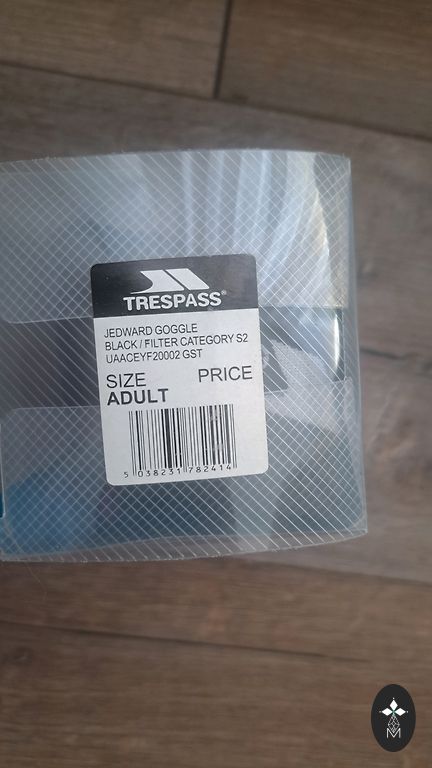 TRESPASS®
JEDWARD GOGGLE
BLACK / FILTER CATEGORY S2
UAACEYF20002 GST
SIZE PRICE
ADULT
5 038231 782414
M